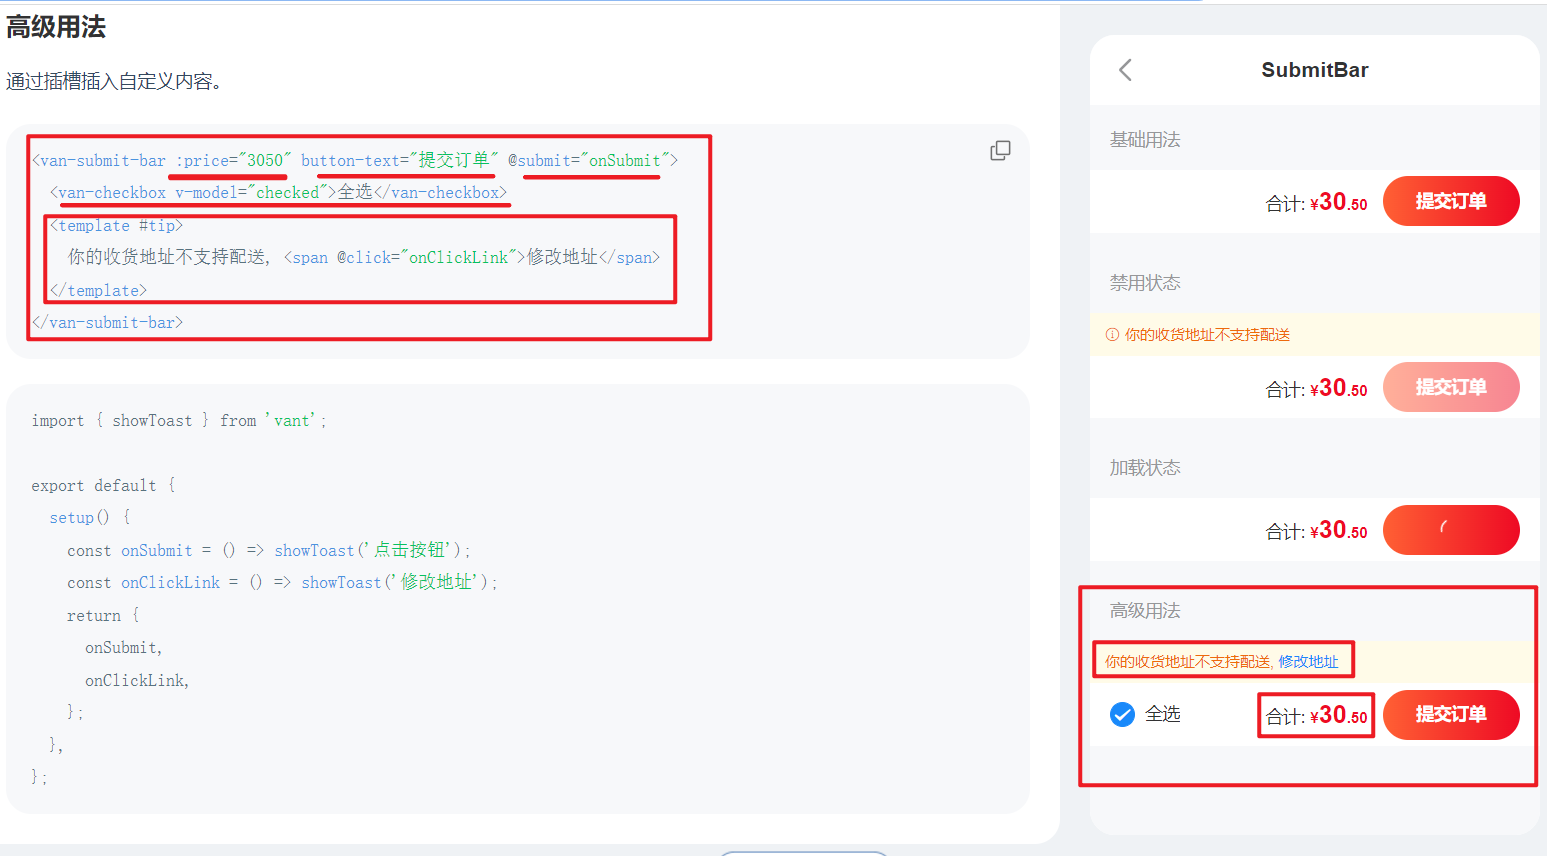 高级用法
通过插槽插入自定义内容。
<van-submit-bar :price="3050" button-text="提交订单" @submit="onSubmit">
<van-checkbox v-model="checked">全选</van-checkbox>
<template #tip>
你的收货地址不支持配送, <span @click="onClickLink">修改地址</span>
</template>
</van-submit-bar>
import { showToast } from 'vant';
export default {
setup() {
const onSubmit = () => showToast('点击按钮');
const onClickLink = () => showToast('修改地址');
return {
onSubmit,
onClickLink,
};
},
};
SubmitBar
基础用法
合计: ¥30.50 提交订单
禁用状态
你的收货地址不支持配送
合计: ¥30.50 提交订单
加载状态
合计: ¥30.50
高级用法
你的收货地址不支持配送, 修改地址
全选 合计: ¥30.50 提交订单